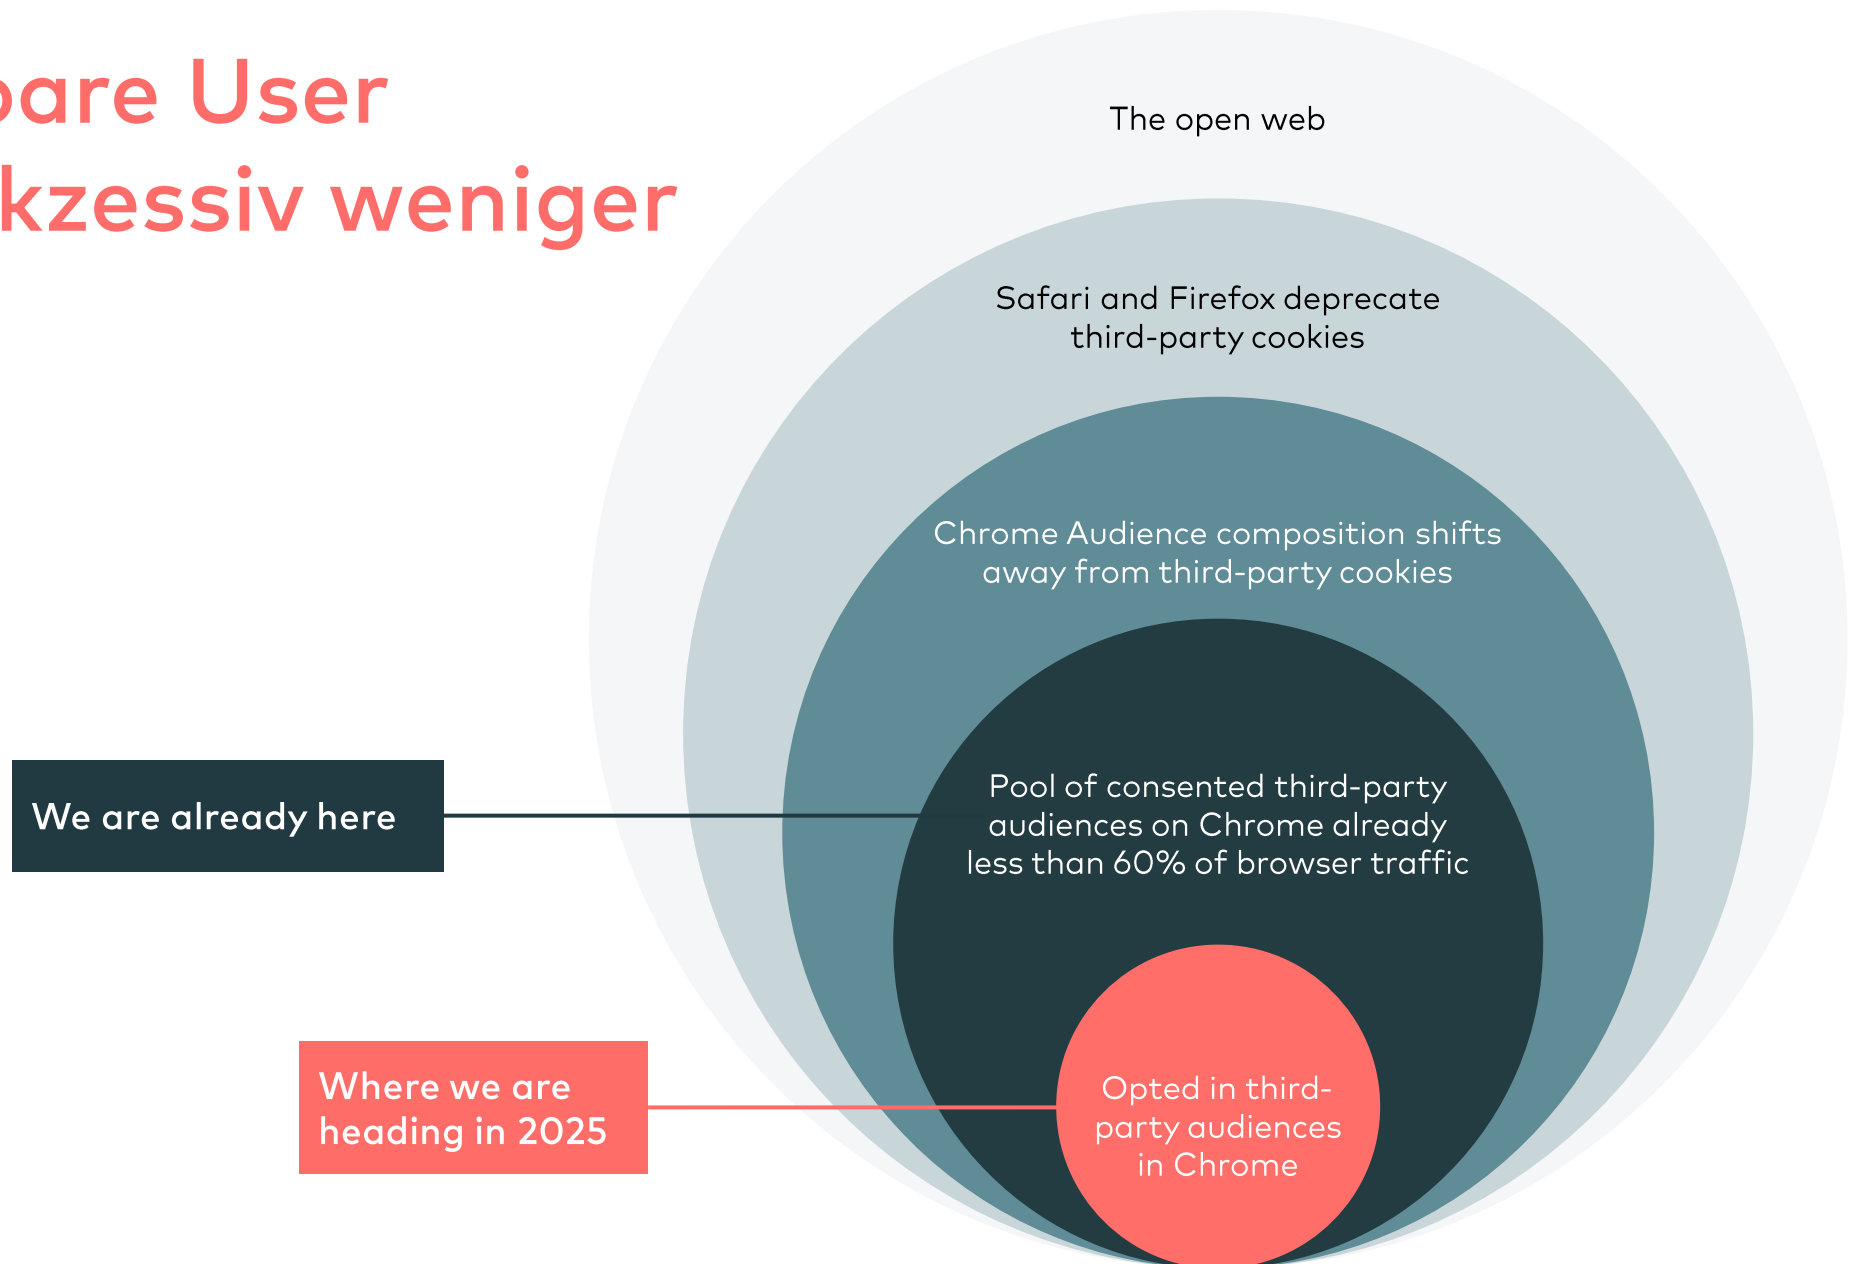 bare User
kzessiv weniger
The open web
Safari and Firefox deprecate
third-party cookies
Chrome Audience composition shifts
away from third-party cookies
We are already here
Pool of consented third-party
audiences on Chrome already
less than 60% of browser traffic
Where we are
heading in 2025
Opted in third-
party audiences
in Chrome